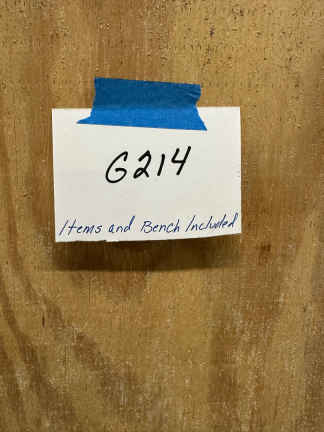 G214
Items and Bench Included